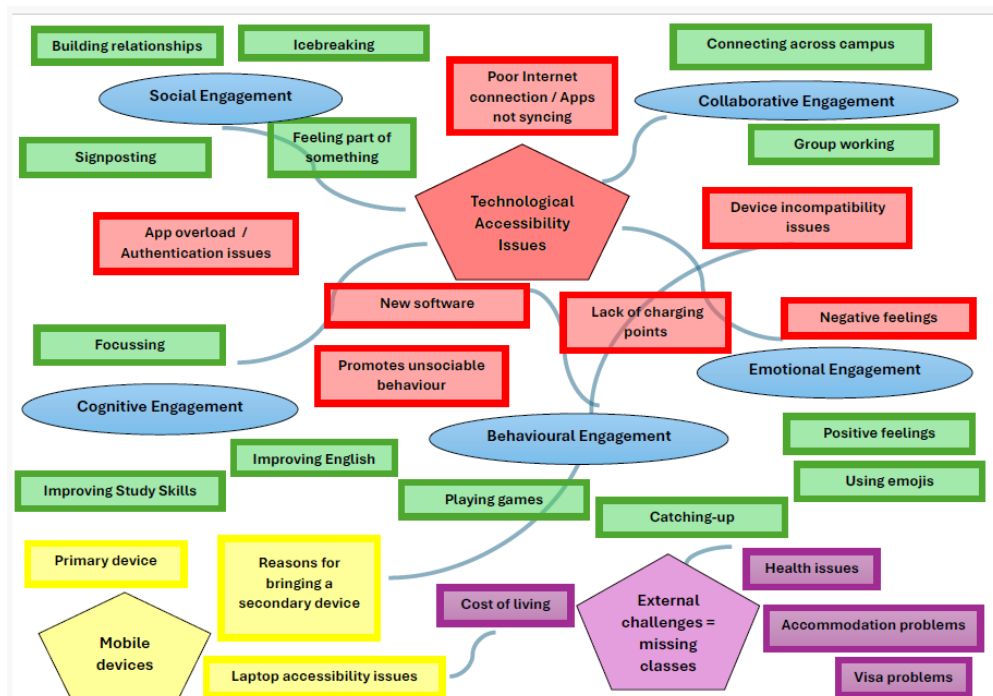 Building relationships
Icebreaking
Connecting across campus
Poor Internet
connection / Apps
not syncing
Social Engagement
Collaborative Engagement
Signposting
Feeling part of
something
Group working
Technological
Accessibility
Issues
Device incompatibility
issues
App overload /
Authentication issues
New software
Lack of charging
points
Negative feelings
Focussing
Promotes unsociable
behaviour
Emotional Engagement
Cognitive Engagement
Behavioural Engagement
Positive feelings
Improving English
Using emojis
Improving Study Skills
Playing games
Catching-up
Primary device
Reasons for
bringing a
secondary device
Health issues
Cost of living
External
challenges =
missing
classes
Accommodation problems
Mobile
devices
Laptop accessibility issues
Visa problems